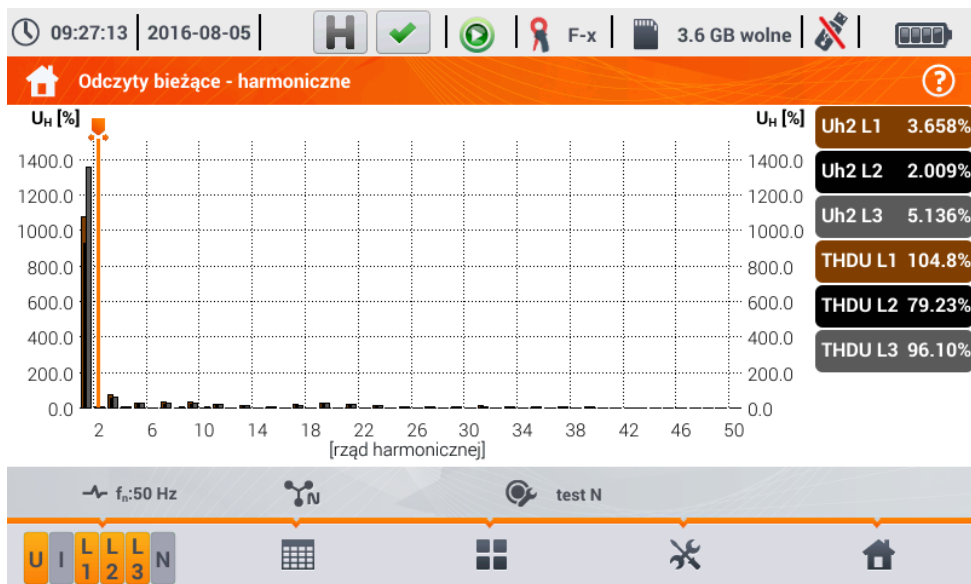 09:27:13 2016-08-05 H F-x 3.6 GB wolne
Odczyty bieżące - harmoniczne ?
U_H [%] U_H [%]
1400.0 1400.0
1200.0 1200.0
1000.0 1000.0
800.0 800.0
600.0 600.0
400.0 400.0
200.0 200.0
0.0 0.0
2 6 10 14 18 22 26 30 34 38 42 46 50
[rząd harmonicznej]
Uh2 L1 3.658%
Uh2 L2 2.009%
Uh2 L3 5.136%
THDU L1 104.8%
THDU L2 79.23%
THDU L3 96.10%
fn:50 Hz N test N
U I L1 L2 L3 N